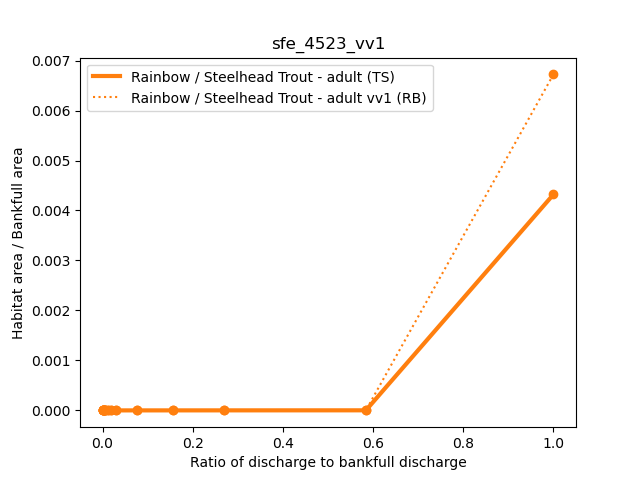 sfe_4523_vv1
Rainbow / Steelhead Trout - adult (TS)
Rainbow / Steelhead Trout - adult vv1 (RB)
Habitat area / Bankfull area
0.007
0.006
0.005
0.004
0.003
0.002
0.001
0.000
0.0 0.2 0.4 0.6 0.8 1.0
Ratio of discharge to bankfull discharge